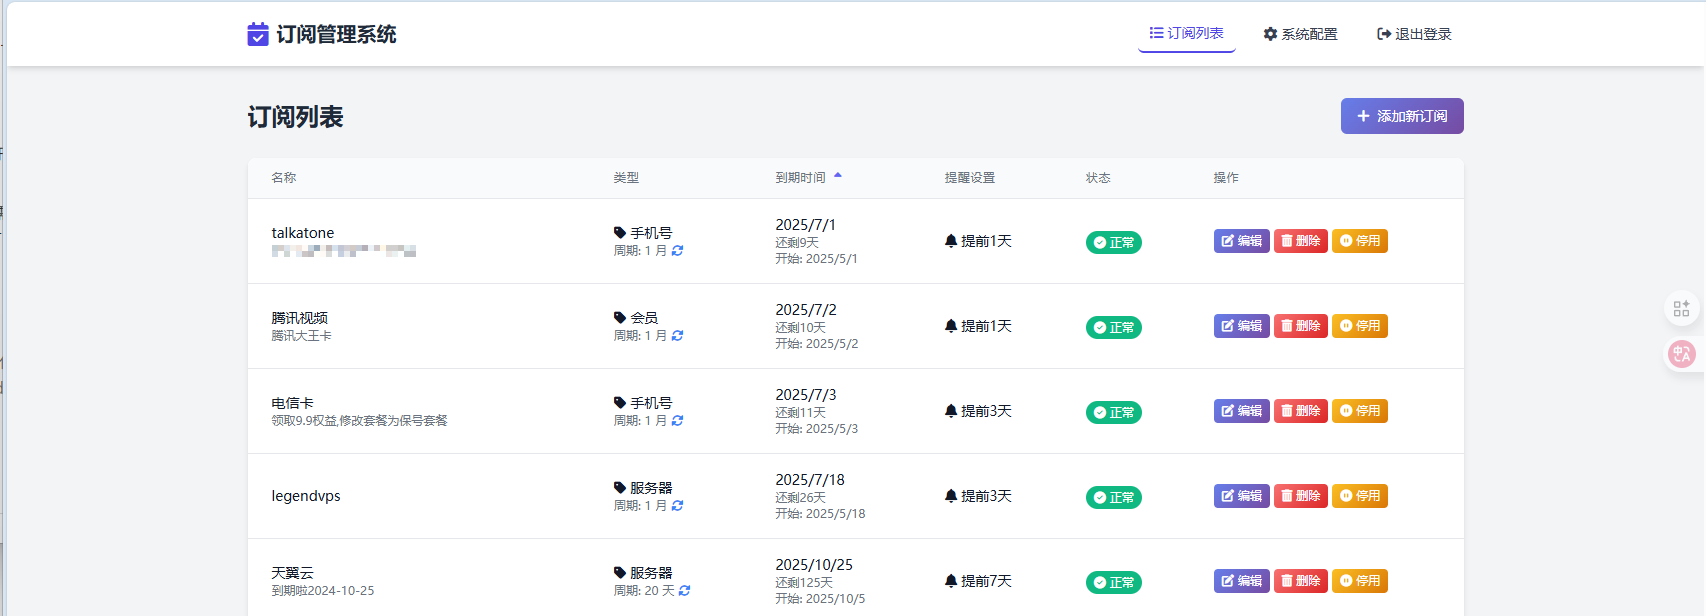 订阅管理系统
订阅列表
系统配置
退出登录
订阅列表
添加新订阅
名称 类型 到期时间 提醒设置 状态 操作
talkatone
手机号
周期: 1 月
2025/7/1
还剩9天
开始: 2025/5/1
提前1天
正常
编辑 删除 停用
腾讯视频
腾讯大王卡
会员
周期: 1 月
2025/7/2
还剩10天
开始: 2025/5/2
提前1天
正常
编辑 删除 停用
电信卡
领取9.9权益,修改套餐为保号套餐
手机号
周期: 1 月
2025/7/3
还剩11天
开始: 2025/5/3
提前3天
正常
编辑 删除 停用
legendvps
服务器
周期: 1 月
2025/7/18
还剩26天
开始: 2025/5/18
提前3天
正常
编辑 删除 停用
天翼云
到期啦2024-10-25
服务器
周期: 20 天
2025/10/25
还剩125天
开始: 2025/10/5
提前7天
正常
编辑 删除 停用